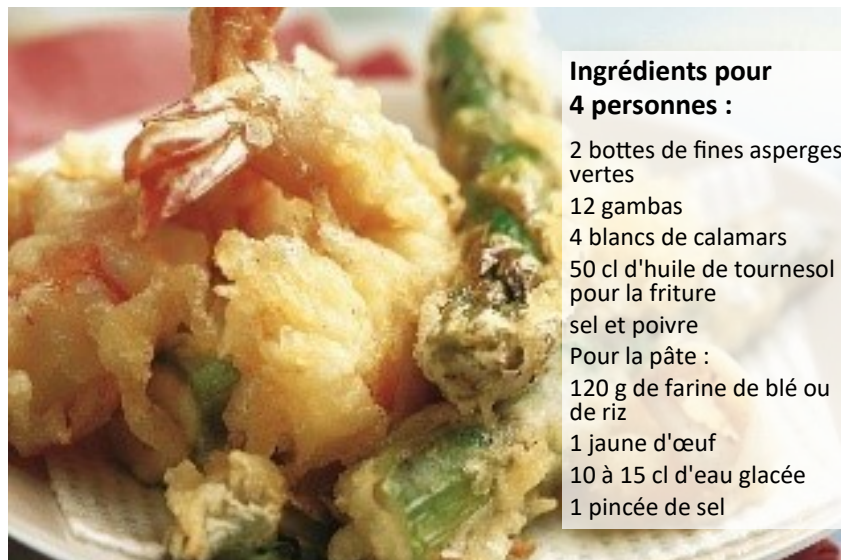 Ingrédients pour
4 personnes :
2 bottes de fines asperges
vertes
12 gambas
4 blancs de calamars
50 cl d'huile de tournesol
pour la friture
sel et poivre
Pour la pâte :
120 g de farine de blé ou
de riz
1 jaune d'œuf
10 à 15 cl d'eau glacée
1 pincée de sel